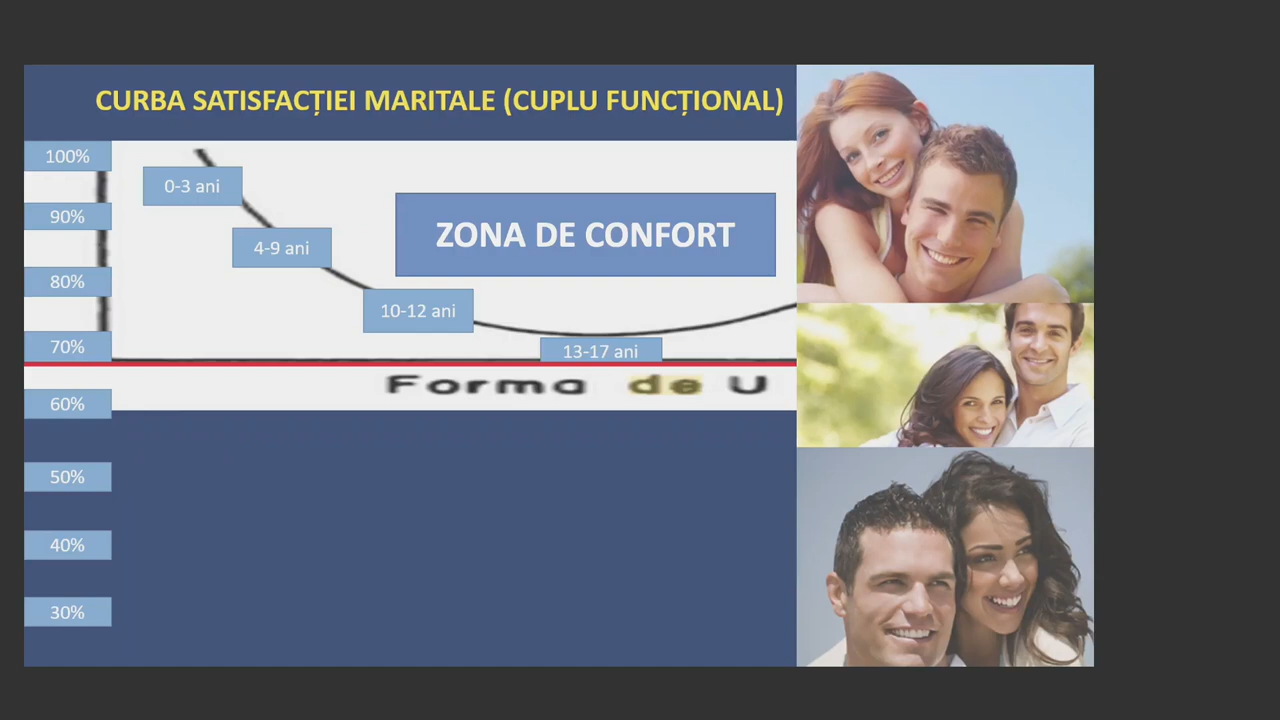 CURBA SATISFACȚIEI MARITALE (CUPLU FUNCȚIONAL)
100%
0-3 ani
90%
ZONA DE CONFORT
4-9 ani
80%
10-12 ani
70%
13-17 ani
Forma de U
60%
50%
40%
30%